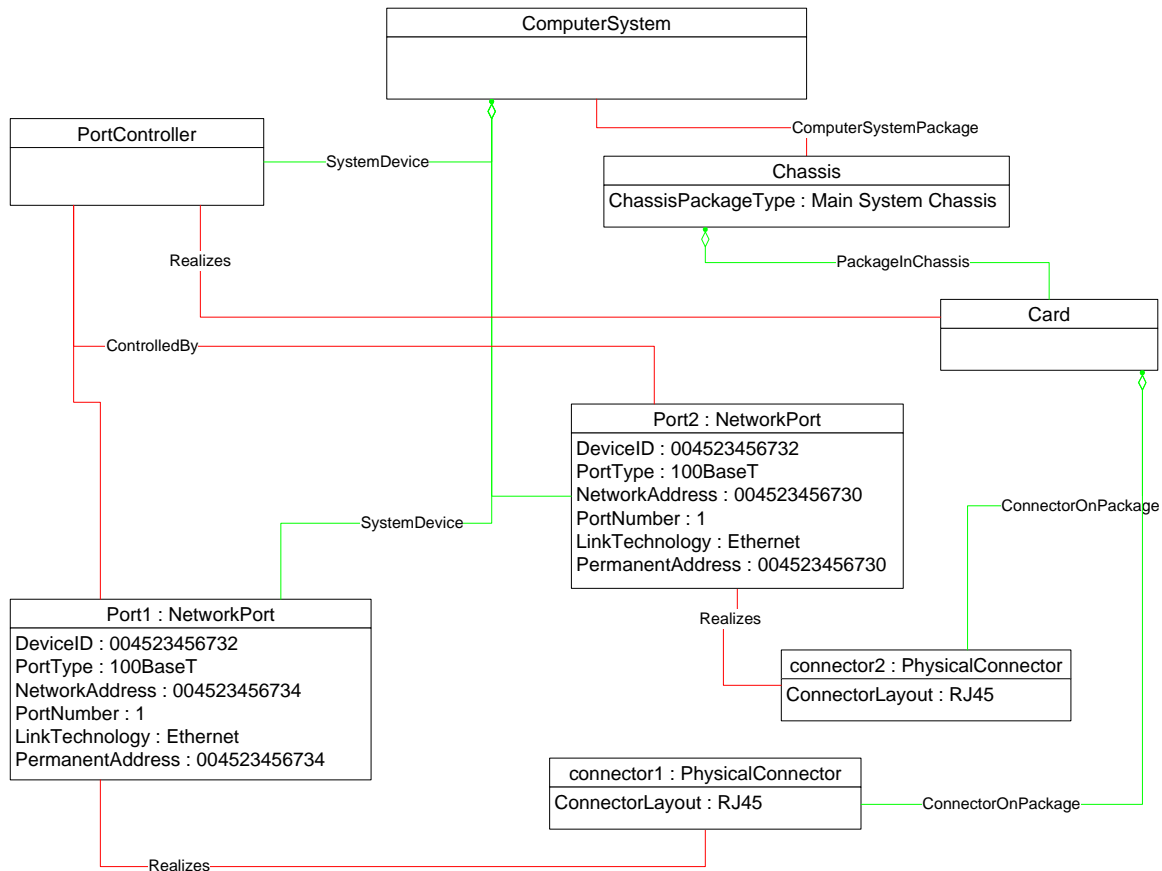 ComputerSystem
PortController
ComputerSystemPackage
SystemDevice
Chassis
ChassisPackageType : Main System Chassis
Realizes
PackageInChassis
Card
ControlledBy
Port2 : NetworkPort
DeviceID : 004523456732
PortType : 100BaseT
NetworkAddress : 004523456730
PortNumber : 1
LinkTechnology : Ethernet
PermanentAddress : 004523456730
ConnectorOnPackage
SystemDevice
Port1 : NetworkPort
DeviceID : 004523456732
PortType : 100BaseT
NetworkAddress : 004523456734
PortNumber : 1
LinkTechnology : Ethernet
PermanentAddress : 004523456734
Realizes
connector2 : PhysicalConnector
ConnectorLayout : RJ45
connector1 : PhysicalConnector
ConnectorLayout : RJ45
ConnectorOnPackage
Realizes